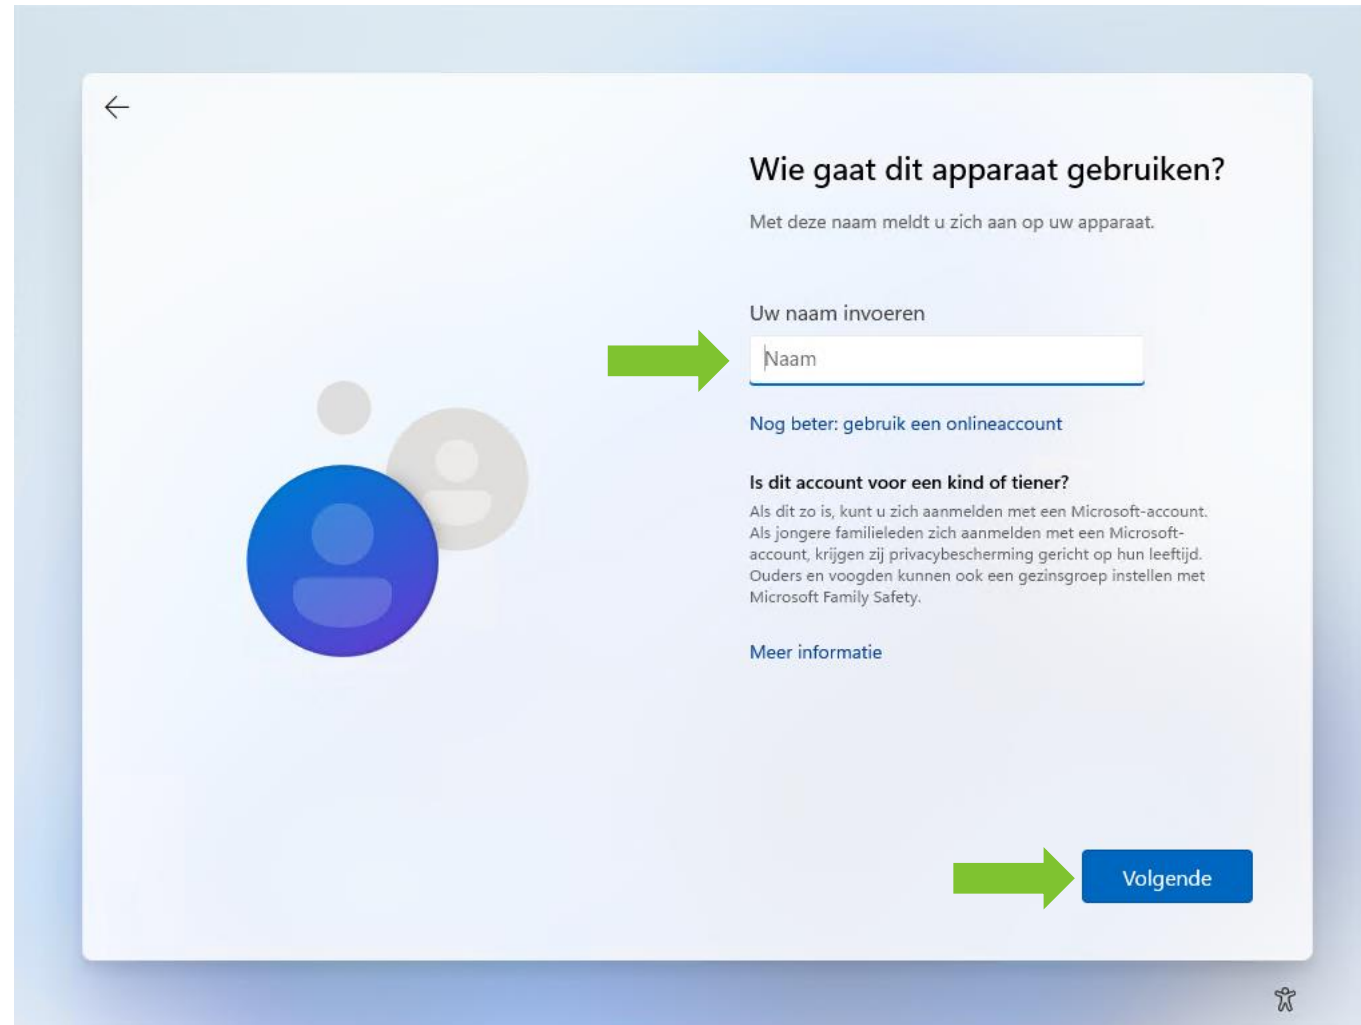 Wie gaat dit apparaat gebruiken?
Met deze naam meldt u zich aan op uw apparaat.
Uw naam invoeren
Naam
Nog beter: gebruik een onlineaccount
Is dit account voor een kind of tiener?
Als dit zo is, kunt u zich aanmelden met een Microsoft-account.
Als jongere familieleden zich aanmelden met een Microsoft-
account, krijgen zij privacybescherming gericht op hun leeftijd.
Ouders en voogden kunnen ook een gezinsgroep instellen met
Microsoft Family Safety.
Meer informatie
Volgende